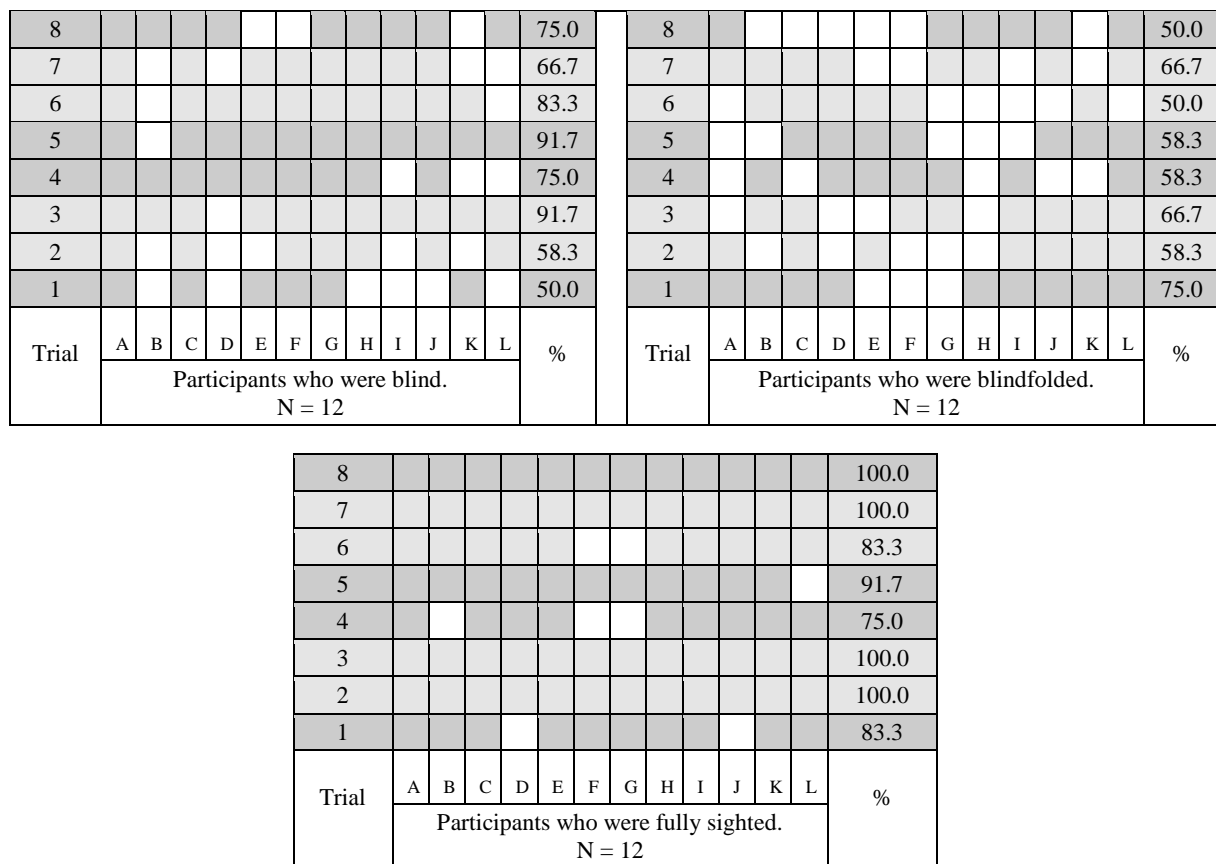 8 75.0
7 66.7
6 83.3
5 91.7
4 75.0
3 91.7
2 58.3
1 50.0
Trial A B C D E F G H I J K L %
Participants who were blind.
N = 12
8 50.0
7 66.7
6 50.0
5 58.3
4 58.3
3 66.7
2 58.3
1 75.0
Trial A B C D E F G H I J K L %
Participants who were blindfolded.
N = 12
8 100.0
7 100.0
6 83.3
5 91.7
4 75.0
3 100.0
2 100.0
1 83.3
Trial A B C D E F G H I J K L %
Participants who were fully sighted.
N = 12